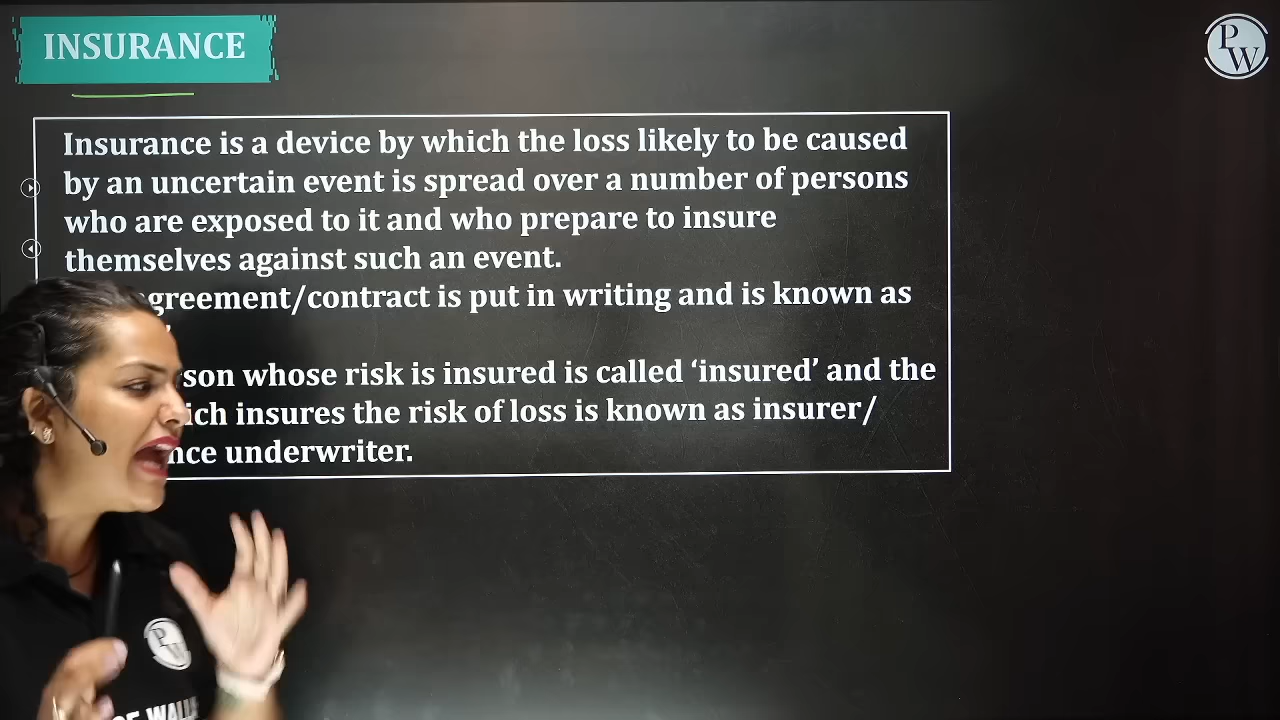 INSURANCE
PW
Insurance is a device by which the loss likely to be caused
by an uncertain event is spread over a number of persons
who are exposed to it and who prepare to insure
themselves against such an event.
greement/contract is put in writing and is known as
son whose risk is insured is called ‘insured’ and the
ich insures the risk of loss is known as insurer/
nce underwriter.
PW